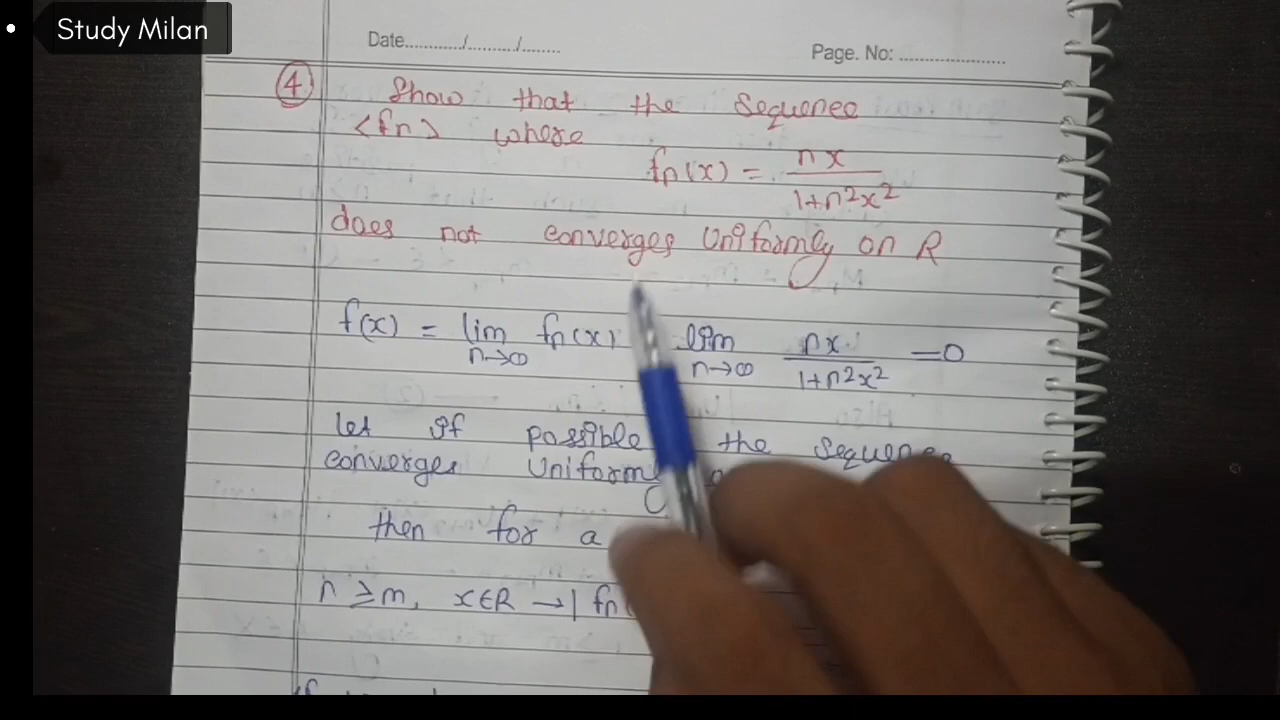 Study Milan
Date............/............/........
Page. No: ........................
4 Show that the sequence
<fn> where
fn(x) = nx / 1+n²x²
does not converges Uniformly on R
f(x) = lim n→∞ fn(x) lim n→∞ nx / 1+n²x² =0
let if possible the sequence
converges Uniformly
then for a
n ≥ m, x∈R → | fn(